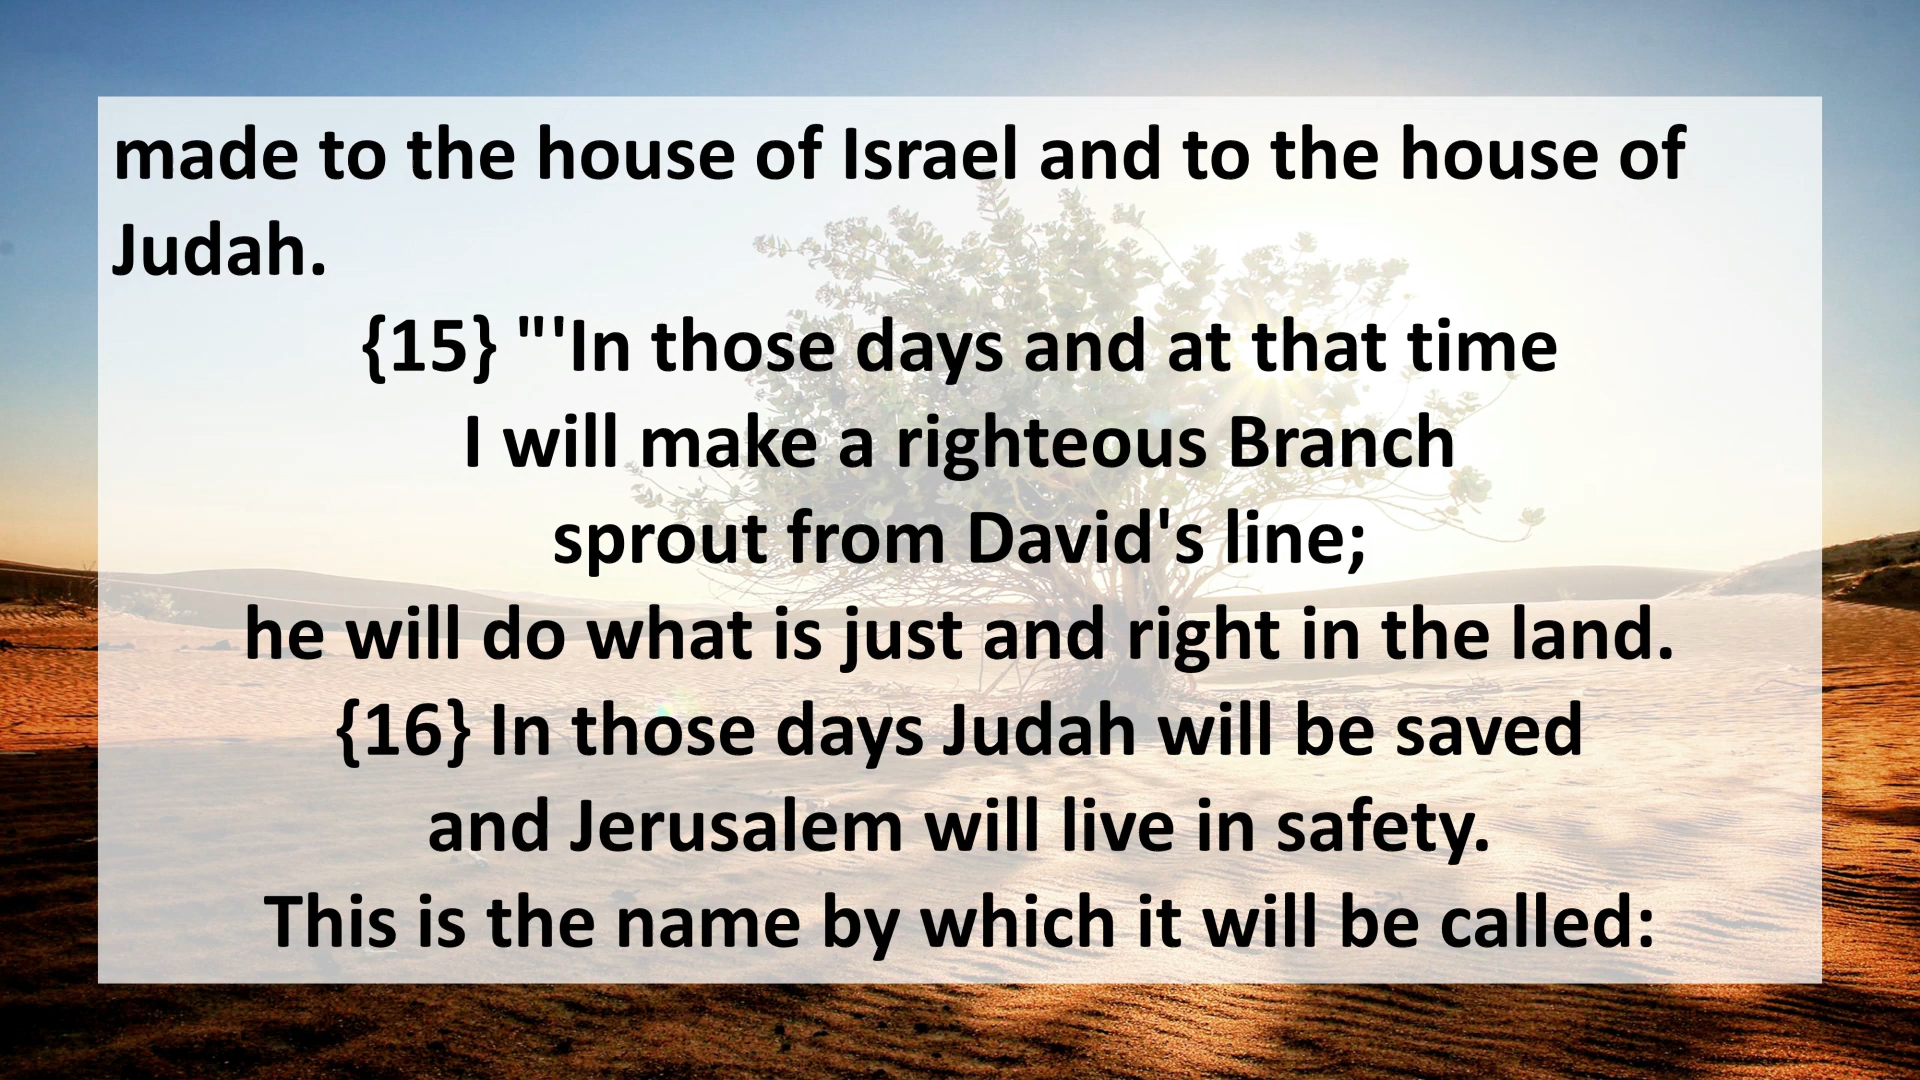 made to the house of Israel and to the house of
Judah.
{15} "'In those days and at that time
I will make a righteous Branch
sprout from David's line;
he will do what is just and right in the land.
{16} In those days Judah will be saved
and Jerusalem will live in safety.
This is the name by which it will be called: